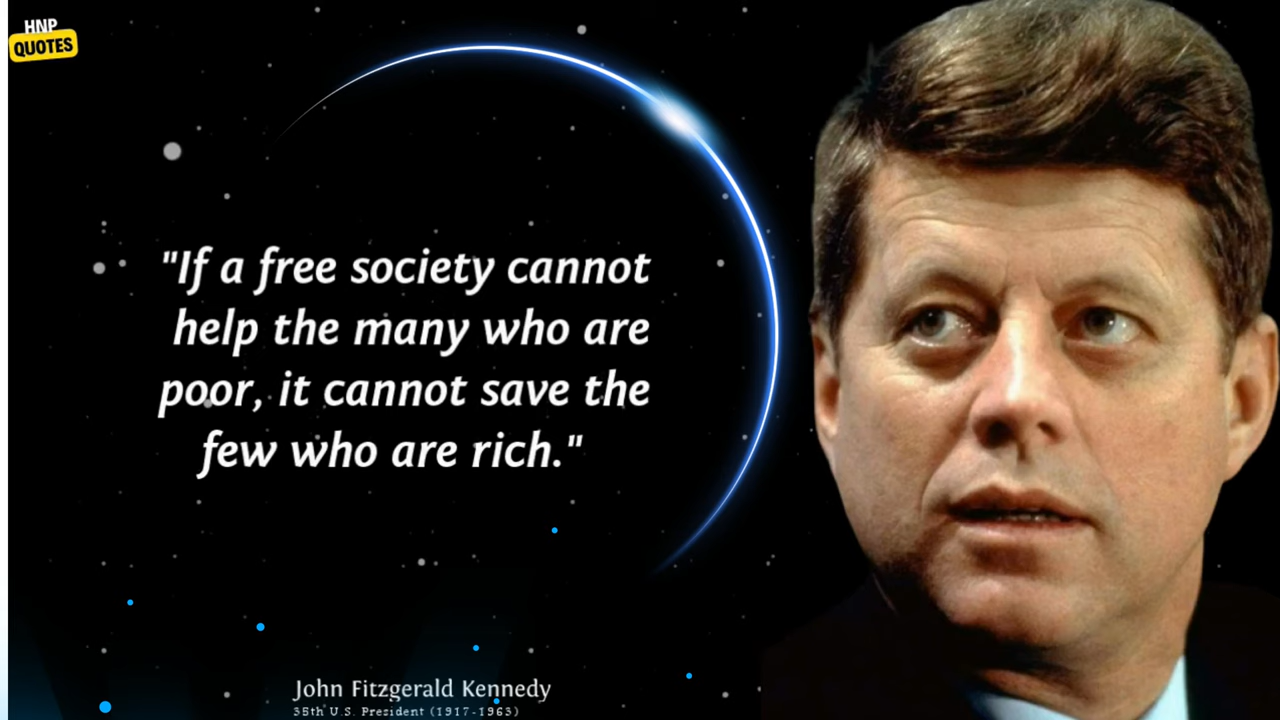 HNP
QUOTES
"If a free society cannot
help the many who are
poor, it cannot save the
few who are rich."
John Fitzgerald Kennedy
35th U.S. President (1917-1963)